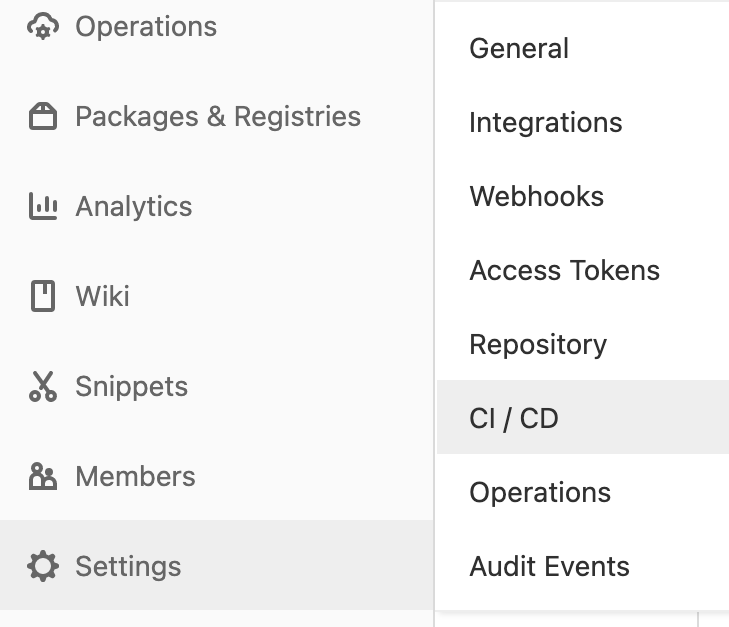 Operations
Packages & Registries
Analytics
Wiki
Snippets
Members
Settings
General
Integrations
Webhooks
Access Tokens
Repository
CI / CD
Operations
Audit Events